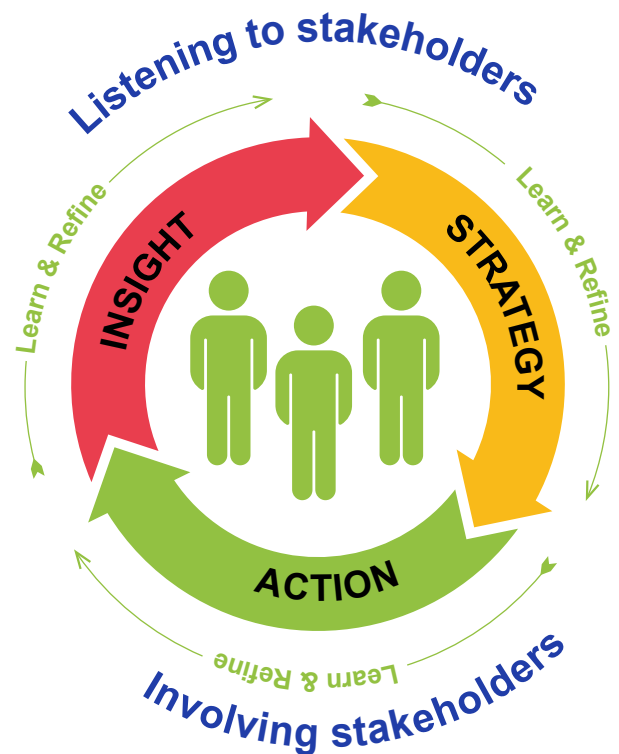 Listening to stakeholders
Learn & Refine
Learn & Refine
INSIGHT
STRATEGY
ACTION
Learn & Refine
Involving stakeholders